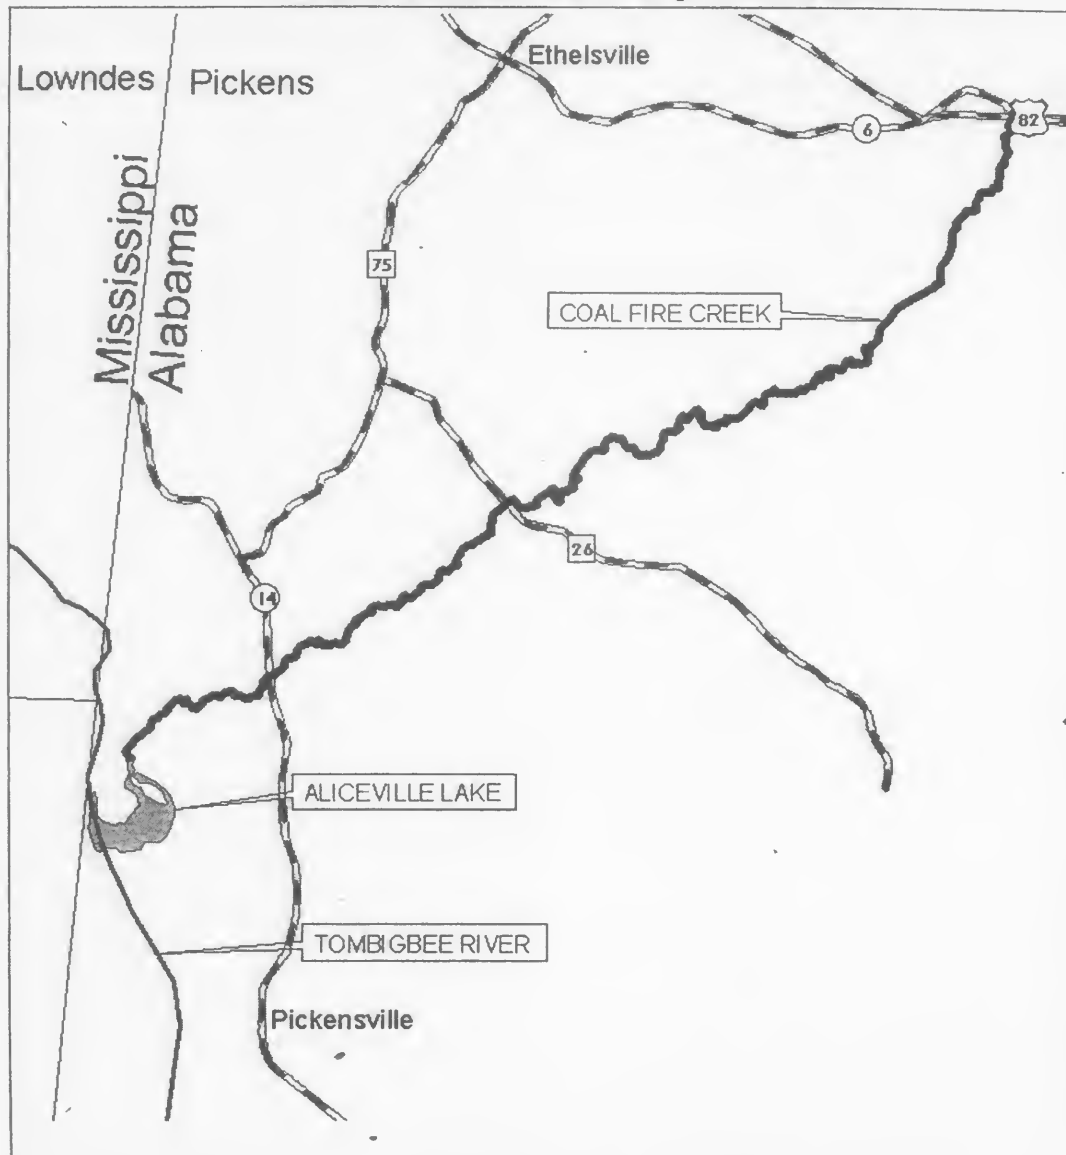 Ethelsville
Lowndes
Pickens
82
6
Mississippi
Alabama
75
COAL FIRE CREEK
26
14
ALICEVILLE LAKE
TOMBIGBEE RIVER
Pickensville